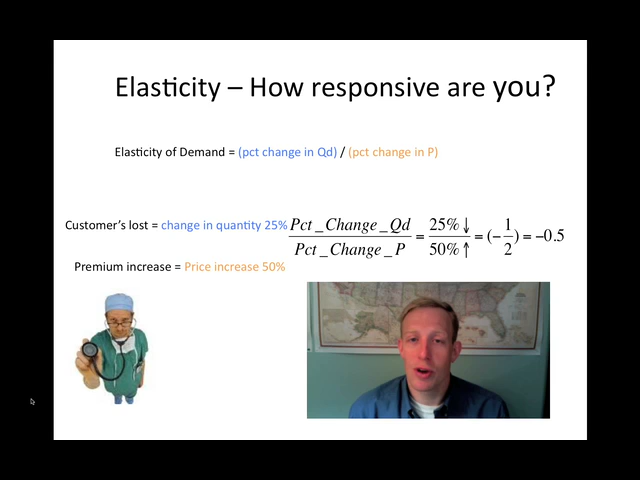 Elasticity – How responsive are you?
Elasticity of Demand = (pct change in Qd) / (pct change in P)
Customer's lost = change in quantity 25%
Pct_Change_Qd / Pct_Change_P = 25%↓ / 50%↑ = (-1/2) = -0.5
Premium increase = Price increase 50%